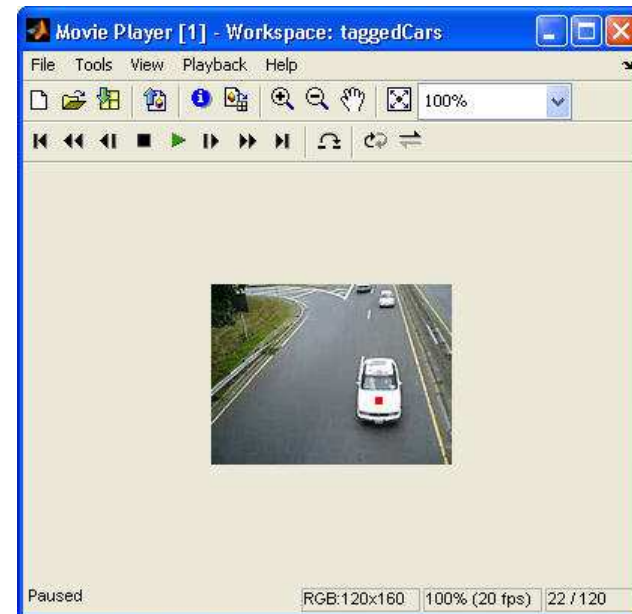 Movie Player [1] - Workspace: taggedCars
File Tools View Playback Help
100%
Paused RGB:120x160 100% (20 fps) 22 / 120